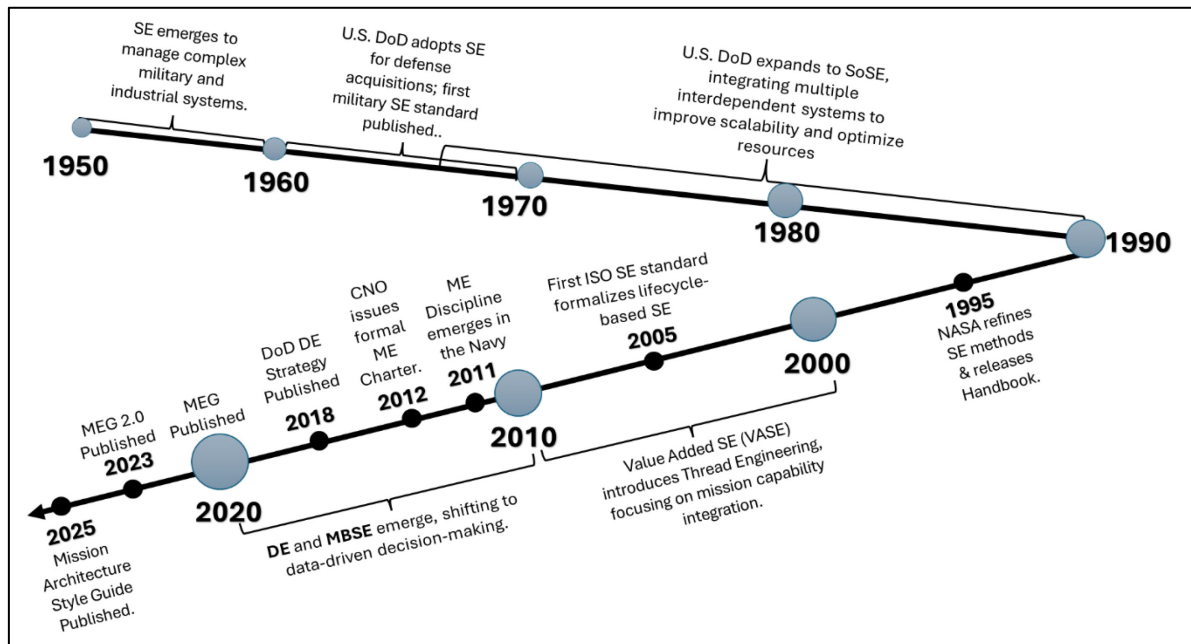 SE emerges to
manage complex
military and
industrial systems.
U.S. DoD adopts SE
for defense
acquisitions; first
military SE standard
published..
U.S. DoD expands to SoSE,
integrating multiple
interdependent systems to
improve scalability and optimize
resources
1950
1960
1970
1980
1990
1995
NASA refines
SE methods
& releases
Handbook.
2000
First ISO SE standard
formalizes lifecycle-
based SE
2005
Value Added SE (VASE)
introduces Thread Engineering,
focusing on mission capability
integration.
2010
ME
Discipline
emerges in
the Navy
2011
CNO
issues
formal
ME
Charter.
2012
DoD DE
Strategy
Published
2018
DE and MBSE emerge, shifting to
data-driven decision-making.
MEG
Published
2020
MEG 2.0
Published
2023
2025
Mission
Architecture
Style Guide
Published.